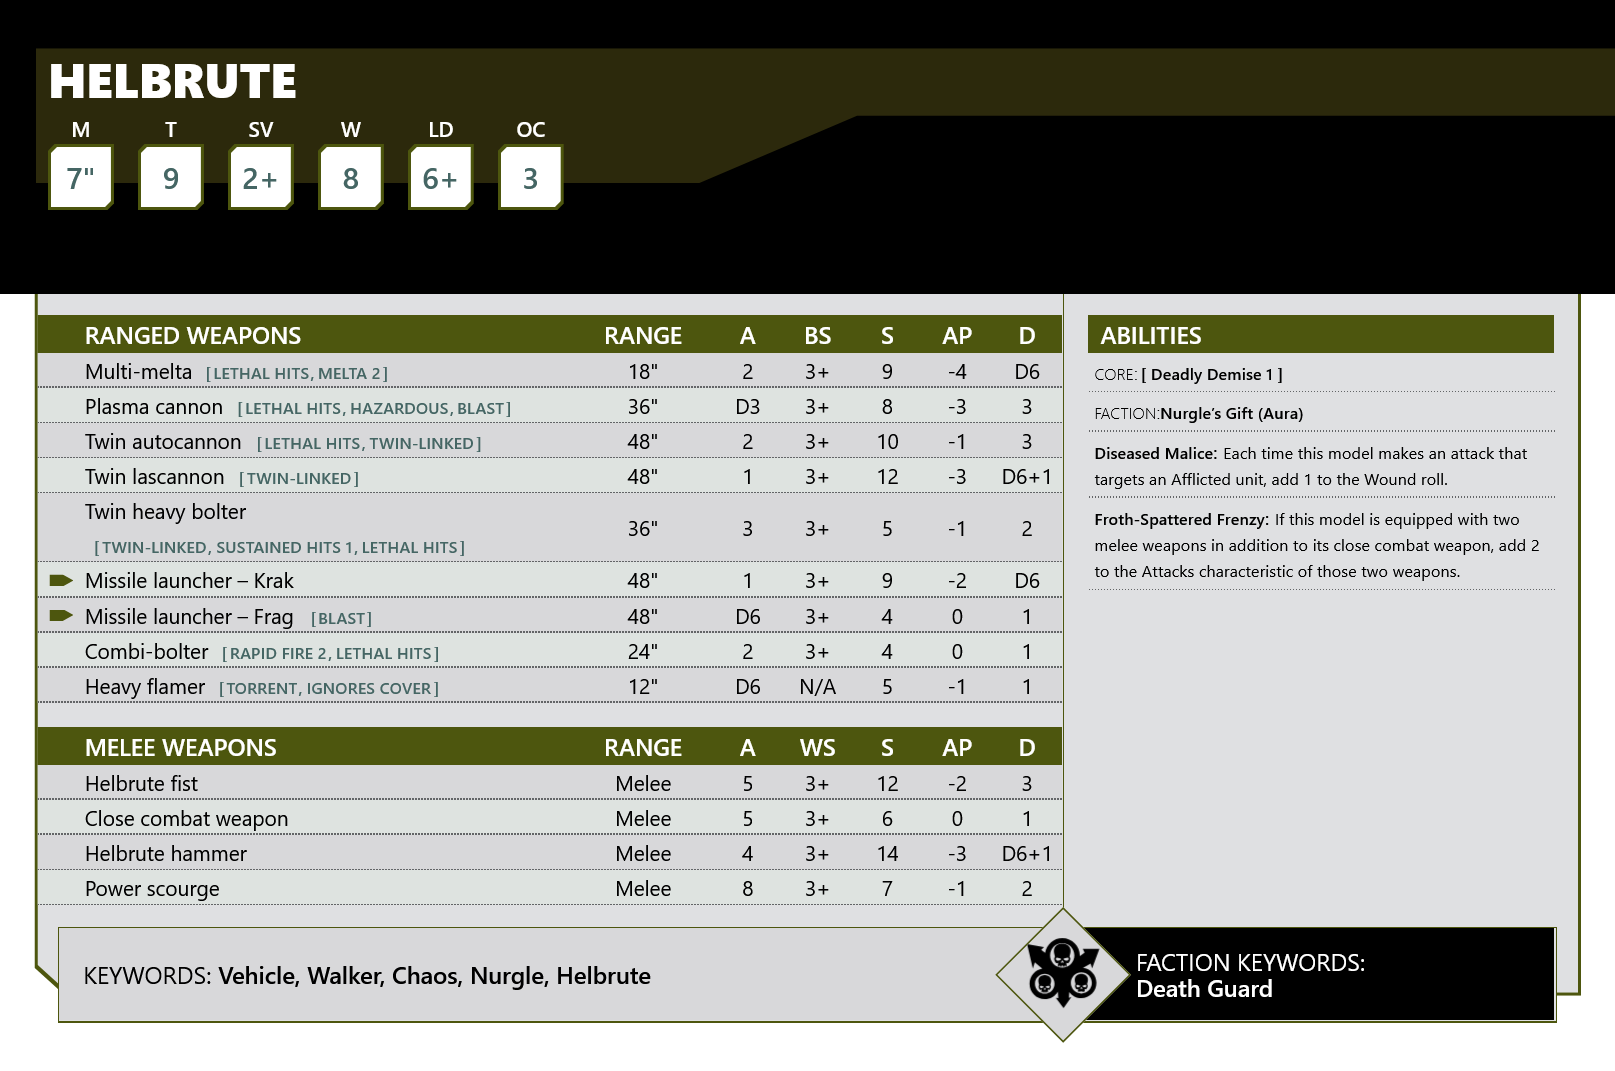 HELBRUTE
M T SV W LD OC
7" 9 2+ 8 6+ 3
RANGED WEAPONS RANGE A BS S AP D
Multi-melta [LETHAL HITS, MELTA 2] 18" 2 3+ 9 -4 D6
Plasma cannon [LETHAL HITS, HAZARDOUS, BLAST] 36" D3 3+ 8 -3 3
Twin autocannon [LETHAL HITS, TWIN-LINKED] 48" 2 3+ 10 -1 3
Twin lascannon [TWIN-LINKED] 48" 1 3+ 12 -3 D6+1
Twin heavy bolter
[TWIN-LINKED, SUSTAINED HITS 1, LETHAL HITS] 36" 3 3+ 5 -1 2
Missile launcher – Krak 48" 1 3+ 9 -2 D6
Missile launcher – Frag [BLAST] 48" D6 3+ 4 0 1
Combi-bolter [RAPID FIRE 2, LETHAL HITS] 24" 2 3+ 4 0 1
Heavy flamer [TORRENT, IGNORES COVER] 12" D6 N/A 5 -1 1
MELEE WEAPONS RANGE A WS S AP D
Helbrute fist Melee 5 3+ 12 -2 3
Close combat weapon Melee 5 3+ 6 0 1
Helbrute hammer Melee 4 3+ 14 -3 D6+1
Power scourge Melee 8 3+ 7 -1 2
ABILITIES
CORE: [ Deadly Demise 1 ]
FACTION:Nurgle's Gift (Aura)
Diseased Malice: Each time this model makes an attack that
targets an Afflicted unit, add 1 to the Wound roll.
Froth-Spattered Frenzy: If this model is equipped with two
melee weapons in addition to its close combat weapon, add 2
to the Attacks characteristic of those two weapons.
KEYWORDS: Vehicle, Walker, Chaos, Nurgle, Helbrute
FACTION KEYWORDS:
Death Guard